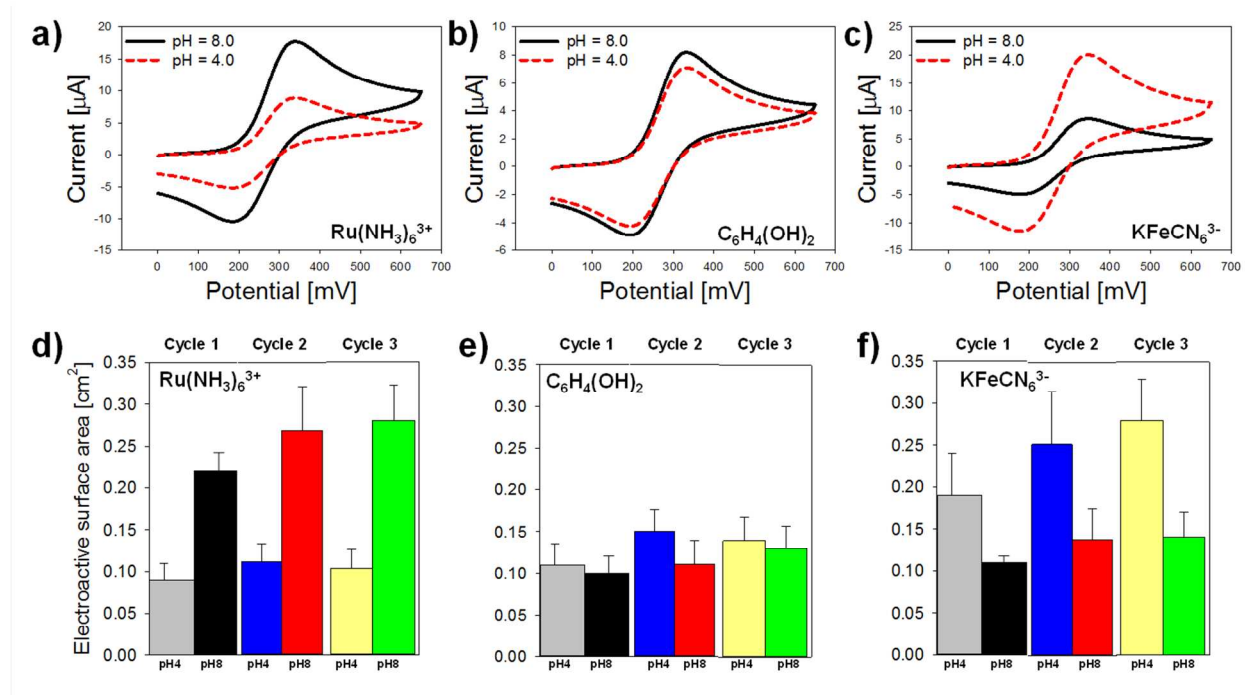 a)
pH = 8.0
pH = 4.0
Current [μA]
20
15
10
5
0
-5
-10
-15
0 100 200 300 400 500 600 700
Potential [mV]
Ru(NH₃)₆³⁺
b)
pH = 8.0
pH = 4.0
Current [μA]
10
8
6
4
2
0
-2
-4
-6
0 100 200 300 400 500 600 700
Potential [mV]
C₆H₄(OH)₂
c)
pH = 8.0
pH = 4.0
Current [μA]
25
20
15
10
5
0
-5
-10
-15
0 100 200 300 400 500 600 700
Potential [mV]
KFeCN₆³⁻
d)
Cycle 1 Cycle 2 Cycle 3
Ru(NH₃)₆³⁺
Electroactive surface area [cm²]
0.35
0.30
0.25
0.20
0.15
0.10
0.05
0.00
pH4 pH8 pH4 pH8 pH4 pH8
e)
Cycle 1 Cycle 2 Cycle 3
C₆H₄(OH)₂
0.35
0.30
0.25
0.20
0.15
0.10
0.05
0.00
pH4 pH8 pH4 pH8 pH4 pH8
f)
Cycle 1 Cycle 2 Cycle 3
KFeCN₆³⁻
0.35
0.30
0.25
0.20
0.15
0.10
0.05
0.00
pH4 pH8 pH4 pH8 pH4 pH8